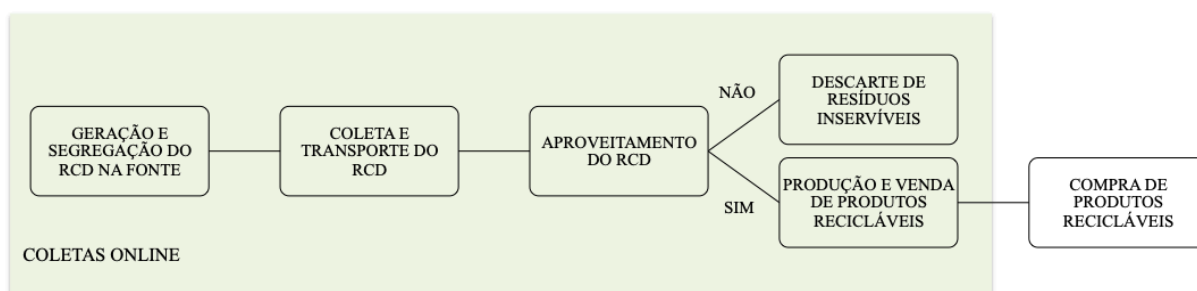 GERAÇÃO E
SEGREGAÇÃO DO
RCD NA FONTE
COLETA E
TRANSPORTE DO
RCD
APROVEITAMENTO
DO RCD
NÃO
DESCARTE DE
RESÍDUOS
INSERVÍVEIS
SIM
PRODUÇÃO E VENDA
DE PRODUTOS
RECICLÁVEIS
COMPRA DE
PRODUTOS
RECICLÁVEIS
COLETAS ONLINE